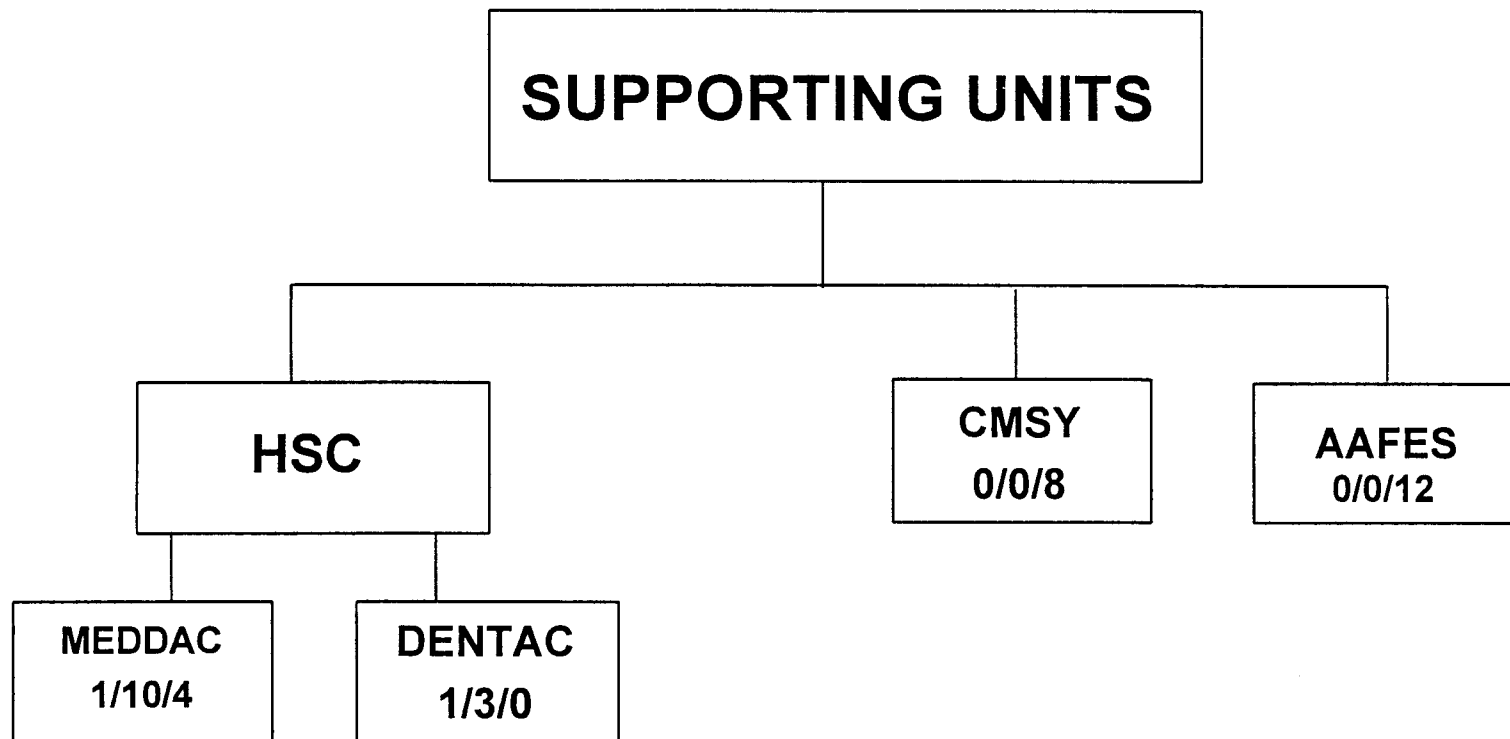 SUPPORTING UNITS
HSC
CMSY
0/0/8
AAFES
0/0/12
MEDDAC
1/10/4
DENTAC
1/3/0